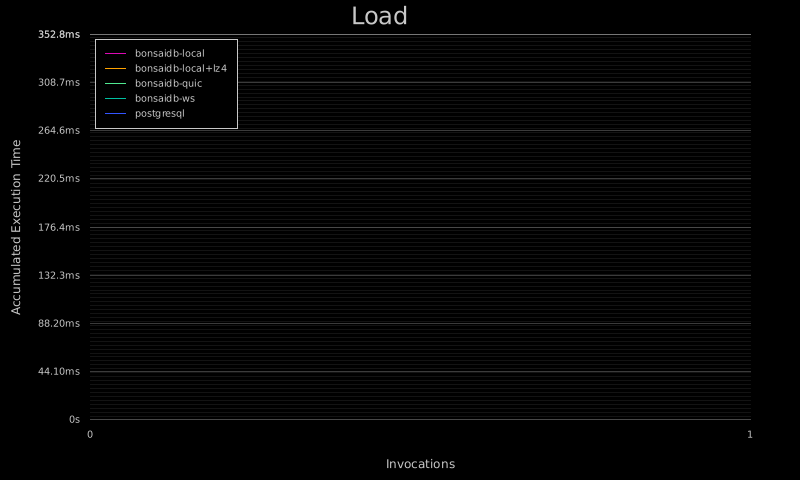 Load
352.8ms
308.7ms
264.6ms
220.5ms
176.4ms
132.3ms
88.20ms
44.10ms
0s
Accumulated Execution Time
bonsaidb-local
bonsaidb-local+lz4
bonsaidb-quic
bonsaidb-ws
postgresql
0
1
Invocations